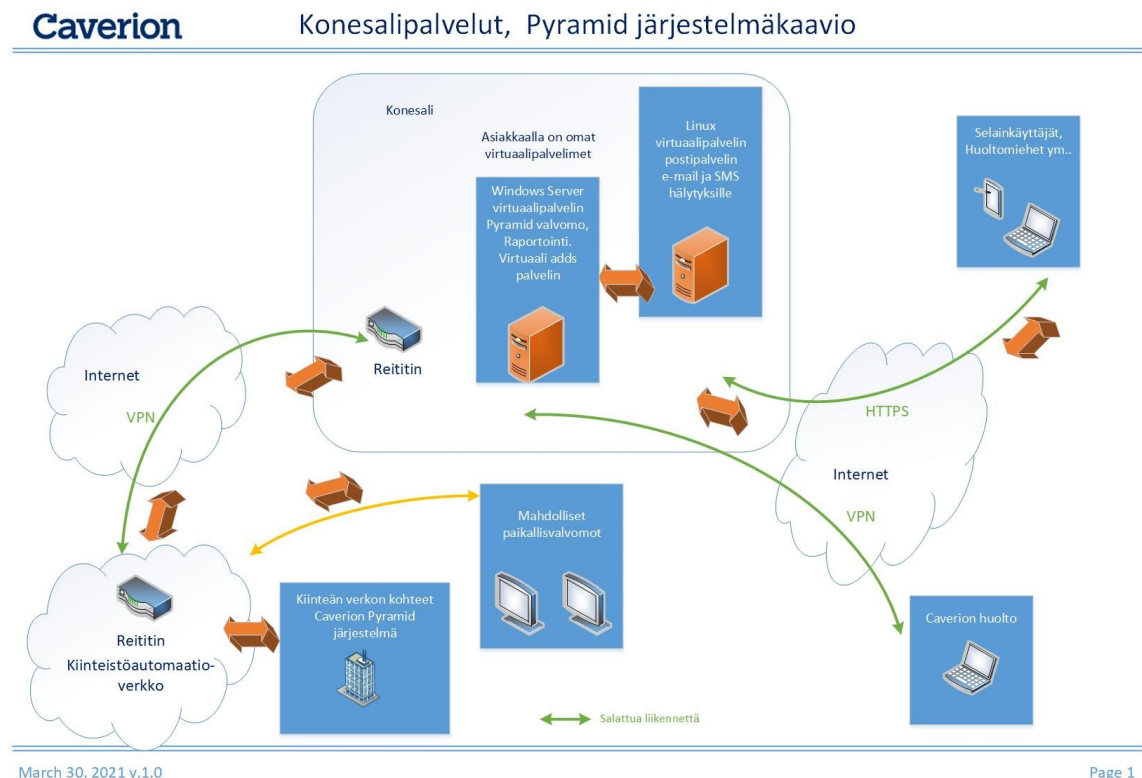 Caverion
Konesalipalvelut, Pyramid järjestelmäkaavio
Konesali
Asiakkaalla on omat
virtuaalipalvelimet
Windows Server
virtuaalipalvelin
Pyramid valvomo,
Raportointi.
Virtuaali adds
palvelin
Linux
virtuaalipalvelin
postipalvelin
e-mail ja SMS
hälytyksille
Selainkäyttäjät,
Huoltomiehet ym..
Reititin
Internet
VPN
HTTPS
Internet
VPN
Mahdolliset
paikallisvalvomot
Reititin
Kiinteistöautomaatio-
verkko
Kiinteän verkon kohteet
Caverion Pyramid
järjestelmä
Caverion huolto
Salattua liikennettä
March 30, 2021 v.1.0
Page 1